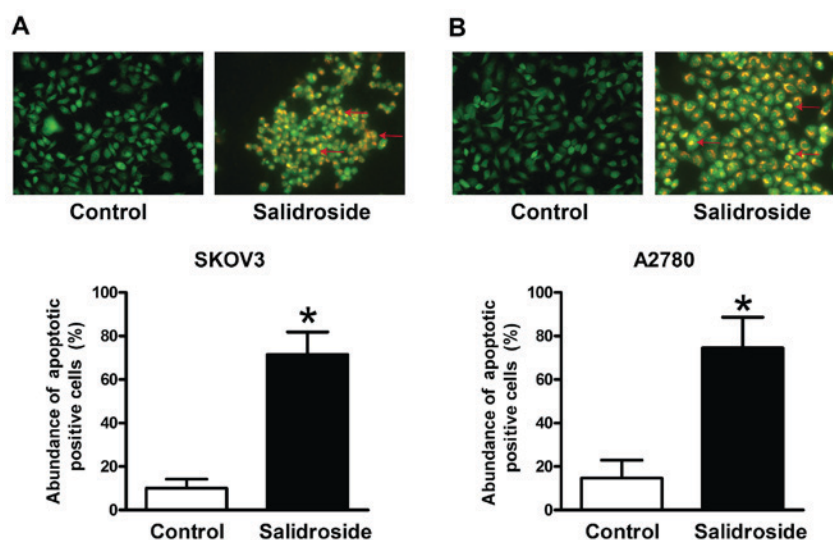 A
Control Salidroside
SKOV3
Abundance of apoptotic
positive cells (%)
100
80
60
40
20
0
*
Control Salidroside
B
Control Salidroside
A2780
Abundance of apoptotic
positive cells (%)
100
80
60
40
20
0
*
Control Salidroside